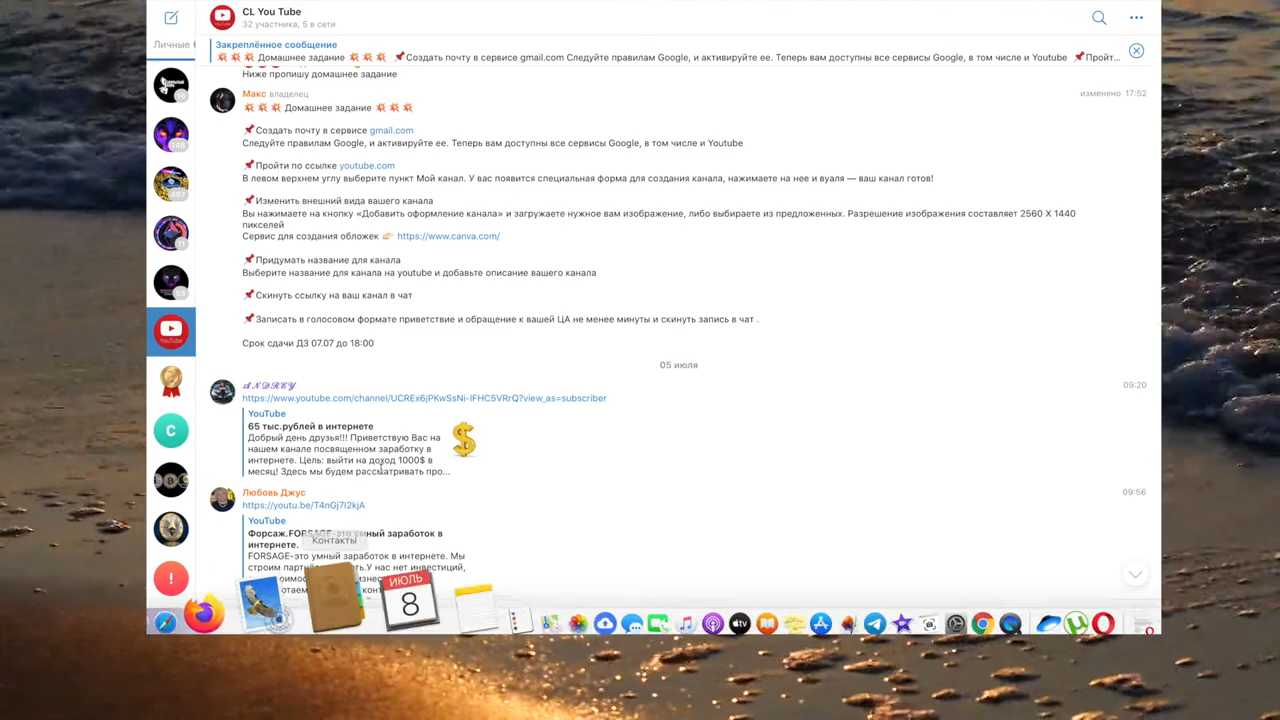 CL You Tube
32 участника, 5 в сети
Личные
Закреплённое сообщение
Домашнее задание 📌Создать почту в сервисе gmail.com Следуйте правилам Google, и активируйте ее. Теперь вам доступны все сервисы Google, в том числе и Youtube 📌Пройт...
Ниже пропишу домашнее задание
Макс владелец
изменено 17:52
💥💥💥 Домашнее задание 💥💥💥
📌Создать почту в сервисе gmail.com
Следуйте правилам Google, и активируйте ее. Теперь вам доступны все сервисы Google, в том числе и Youtube
📌Пройти по ссылке youtube.com
В левом верхнем углу выберите пункт Мой канал. У вас появится специальная форма для создания канала, нажимаете на нее и вуаля — ваш канал готов!
📌Изменить внешний вида вашего канала
Вы нажимаете на кнопку «Добавить оформление канала» и загружаете нужное вам изображение, либо выбираете из предложенных. Разрешение изображения составляет 2560 X 1440
пикселей
Сервис для создания обложек 👉🏻 https://www.canva.com/
📌Придумать название для канала
Выберите название для канала на youtube и добавьте описание вашего канала
📌Скинуть ссылку на ваш канал в чат
📌Записать в голосовом формате приветствие и обращение к вашей ЦА не менее минуты и скинуть запись в чат .
Срок сдачи ДЗ 07.07 до 18:00
05 июля
𝒜𝒩𝒟𝑅𝐸𝒴
09:20
https://www.youtube.com/channel/UCREx6jPKwSsNi-IFHC5VRrQ?view_as=subscriber
YouTube
65 тыс.рублей в интернете
Добрый день друзья!!! Приветствую Вас на
нашем канале посвященном заработку в
интернете. Цель: выйти на доход 1000$ в
месяц! Здесь мы будем рассматривать про...
Любовь Джус
09:56
https://youtu.be/T4nGj7I2kjA
YouTube
Форсаж.FORSAGE-это умный заработок в
интернете.
Контакты
FORSAGE-это умный заработок в интернете. Мы
строим У нас нет инвестиций,
ИЮЛЬ
8
148
497
11
63
YouTube
C
!
tv